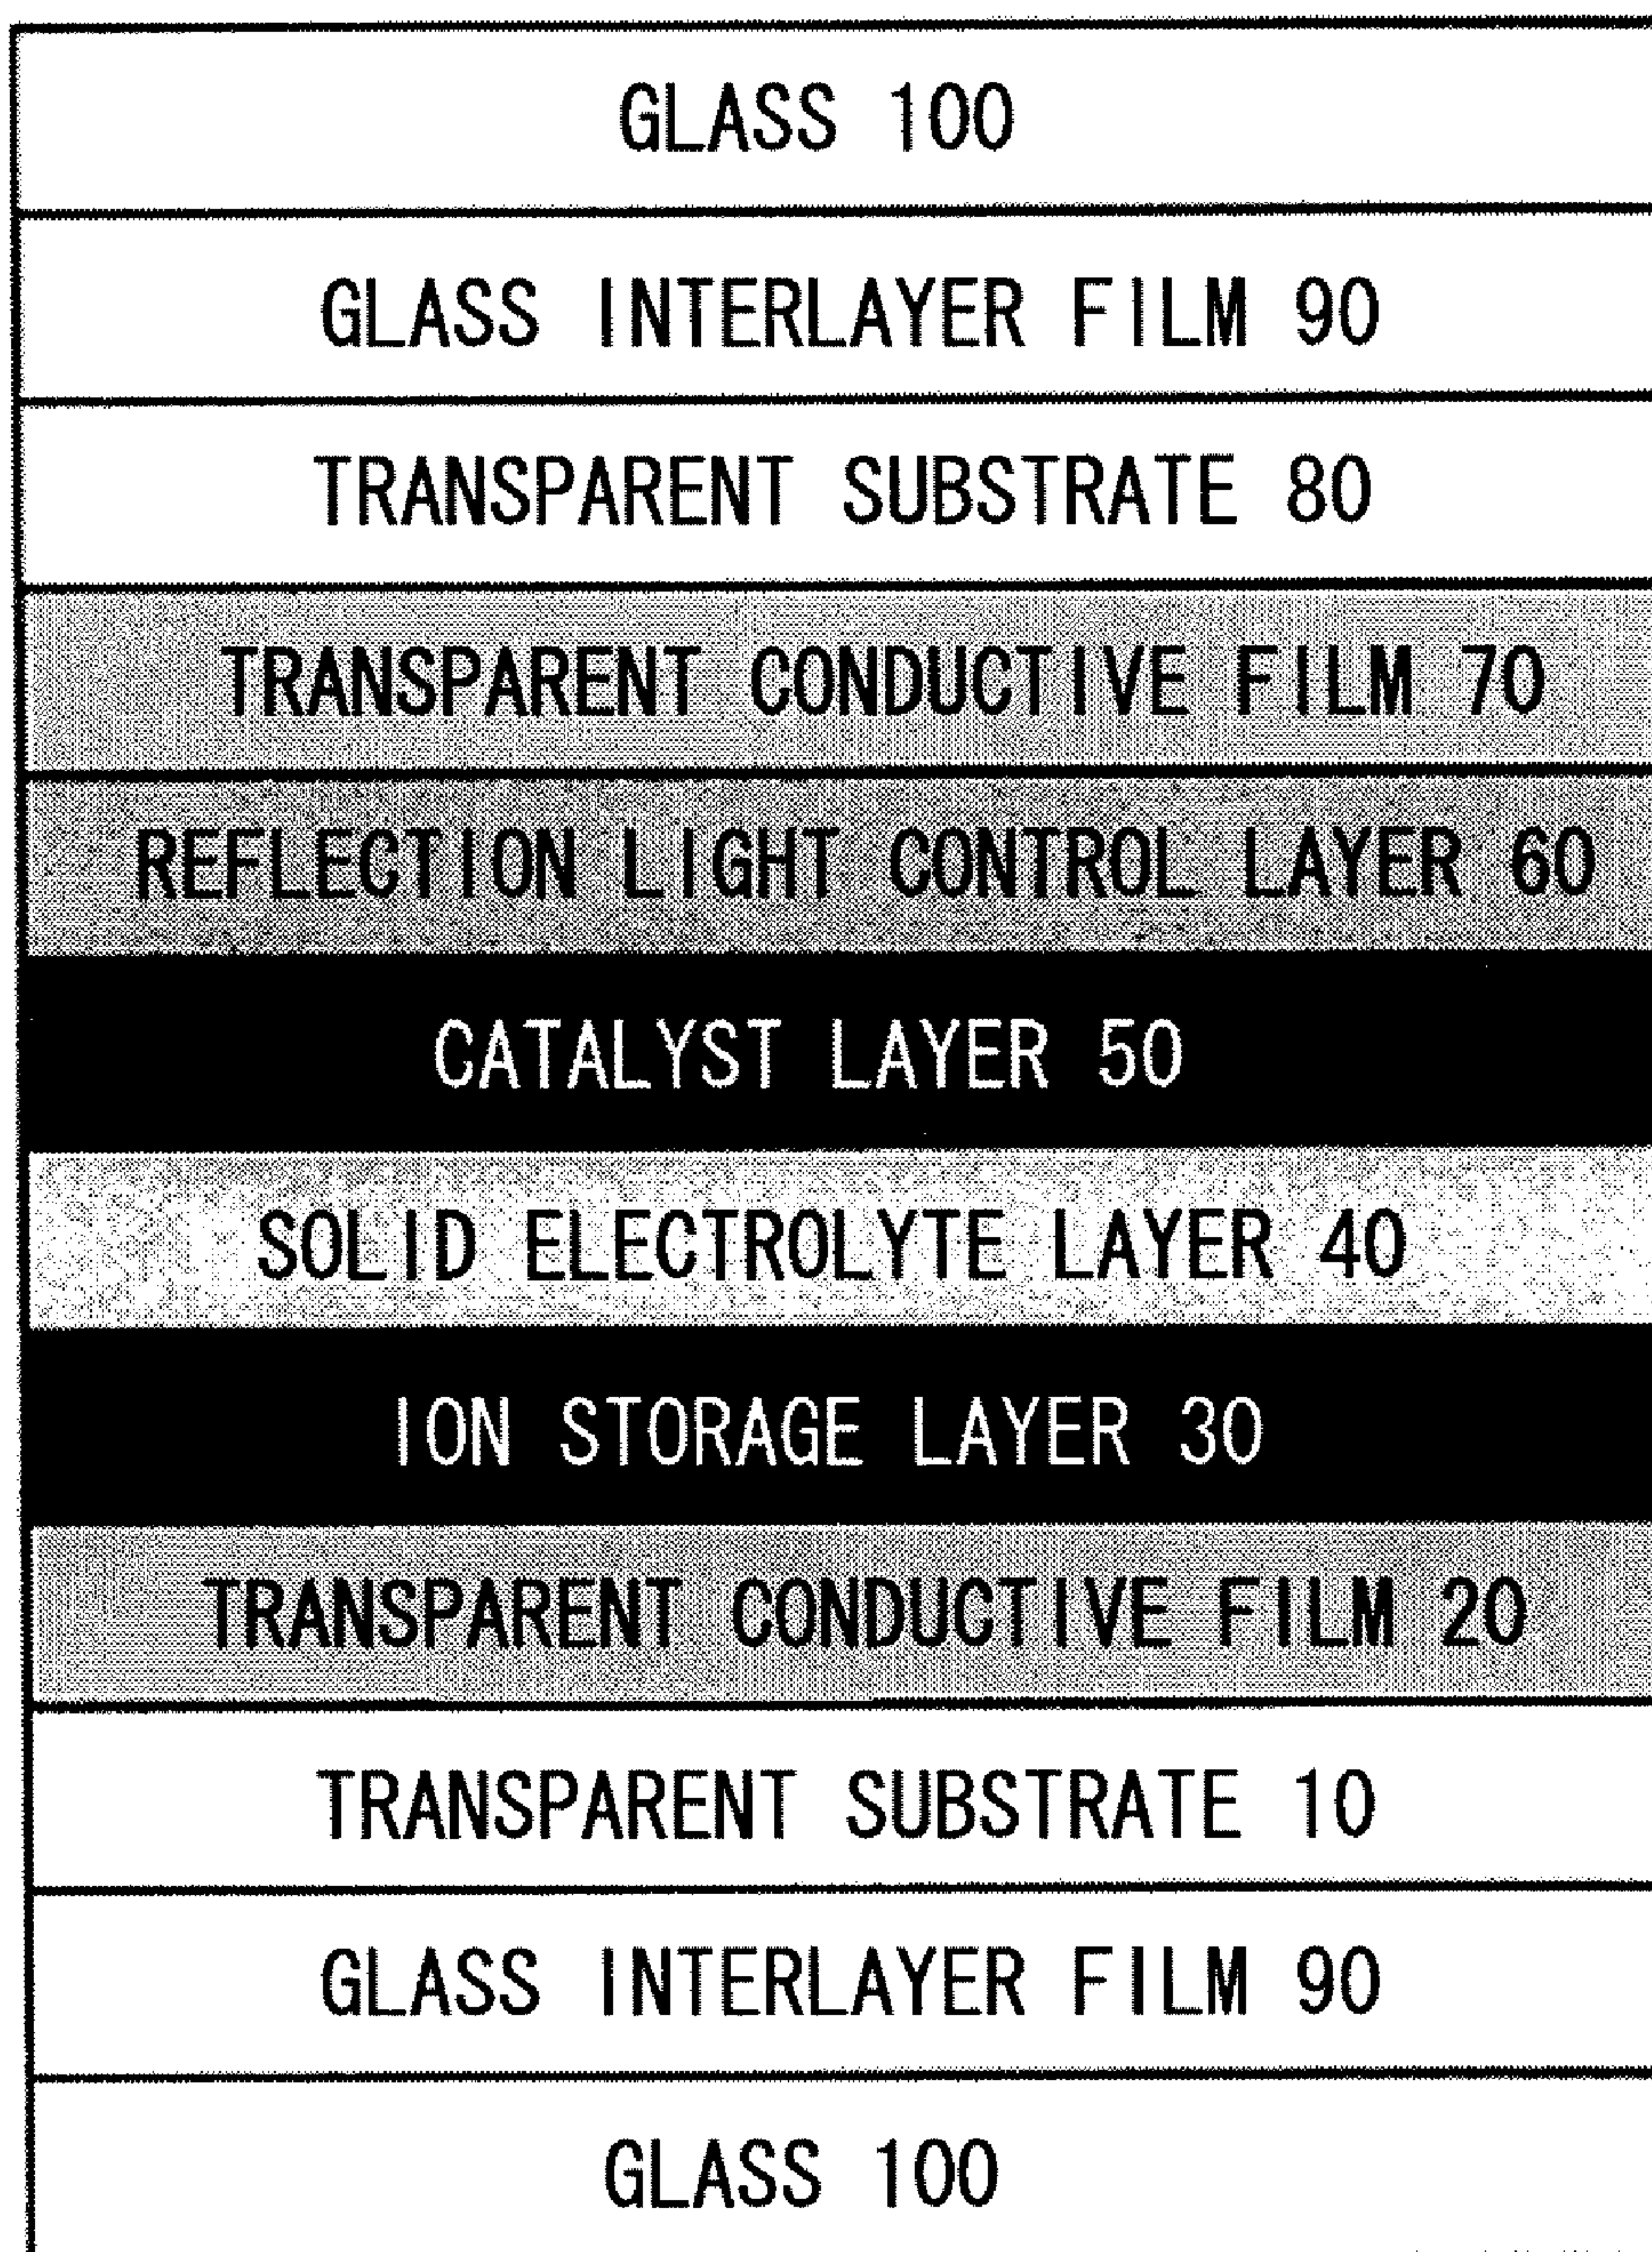 GLASS 100
GLASS INTERLAYER FILM 90
TRANSPARENT SUBSTRATE 80
TRANSPARENT CONDUCTIVE FILM 70
REFLECTION LIGHT CONTROL LAYER 60
CATALYST LAYER 50
SOLID ELECTROLYTE LAYER 40
ION STORAGE LAYER 30
TRANSPARENT CONDUCTIVE FILM 20
TRANSPARENT SUBSTRATE 10
GLASS INTERLAYER FILM 90
GLASS 100